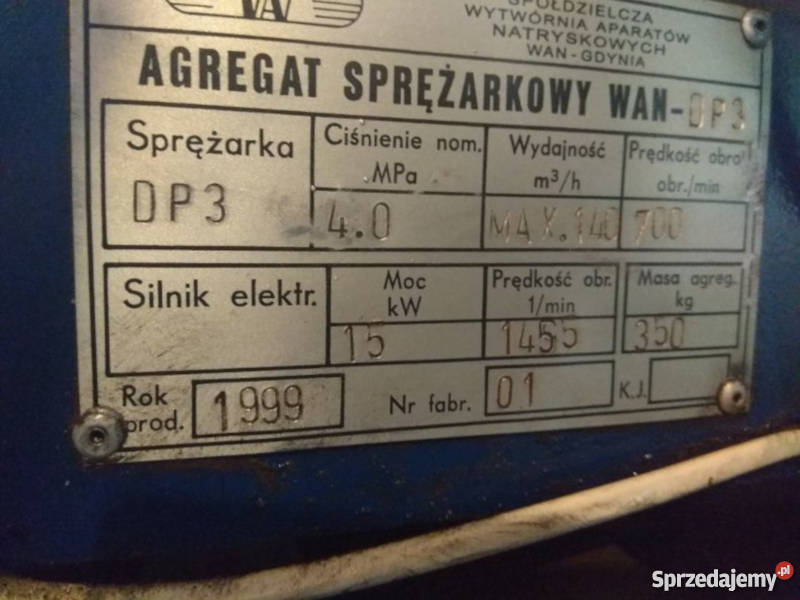 SPÓŁDZIELCZA
WYTWÓRNIA APARATÓW
NATRYSKOWYCH
WAN-GDYNIA
AGREGAT SPRĘŻARKOWY WAN-DP3
Sprężarka
DP3
Ciśnienie nom.
MPa
4.0
Wydajność
m³/h
MAX.140
Prędkość obro
obr./min
700
Silnik elektr.
Moc
kW
15
Prędkość obr.
1/min
1455
Masa agreg.
kg
350
Rok
prod.
1999
Nr fabr.
01
K.J.
Sprzedajemy.pl